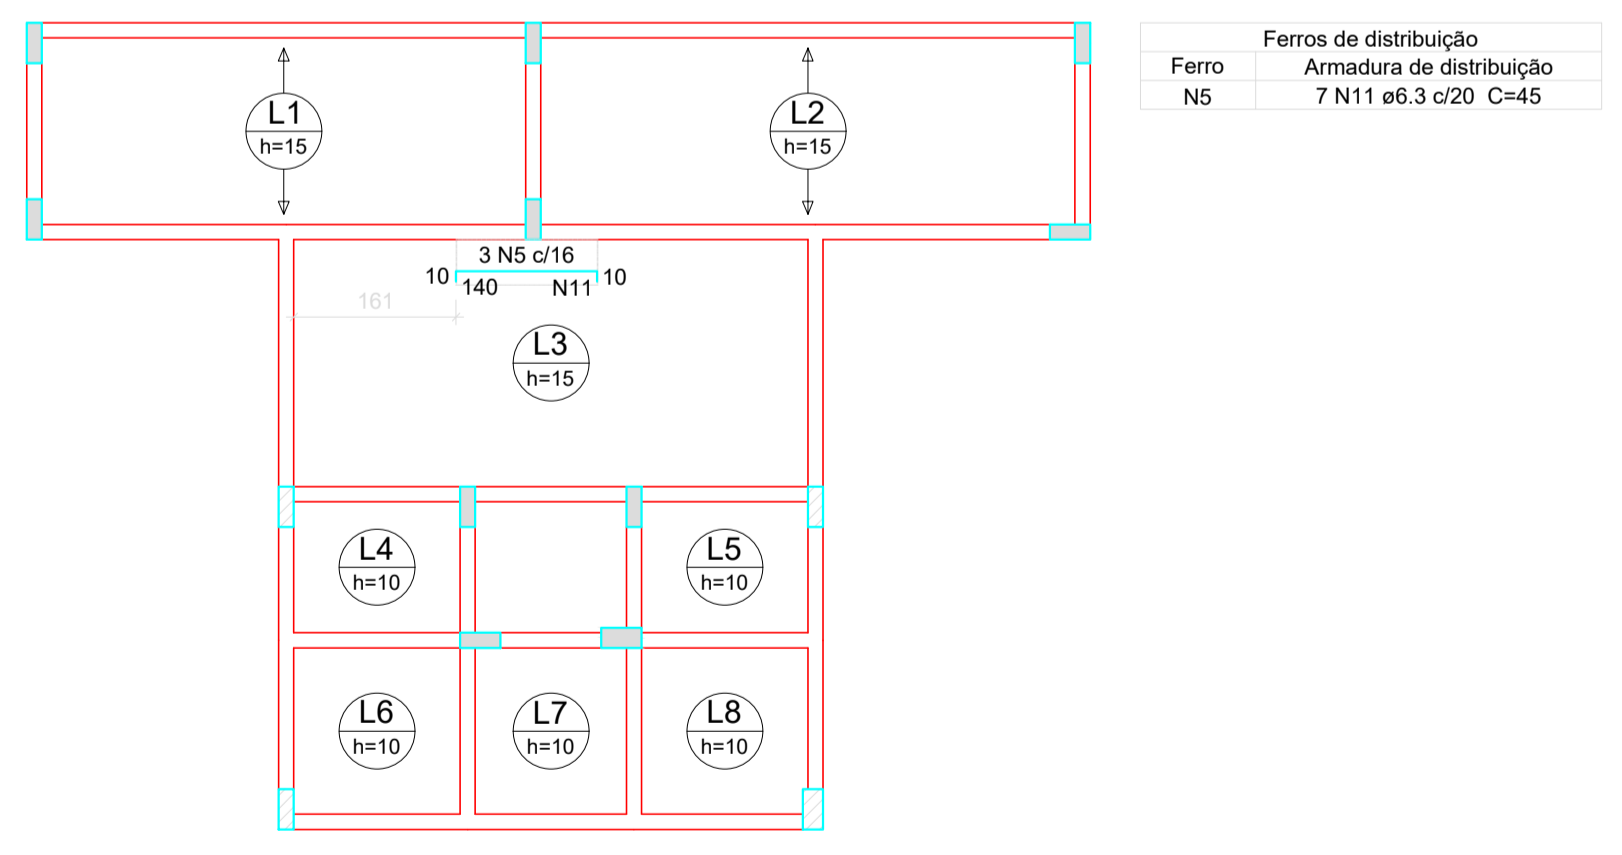 Ferros de distribuição
Ferro Armadura de distribuição
N5 7 N11 ø6.3 c/20 C=45
L1
h=15
L2
h=15
3 N5 c/16
10 140 N11 10
161
L3
h=15
L4
h=10
L5
h=10
L6
h=10
L7
h=10
L8
h=10